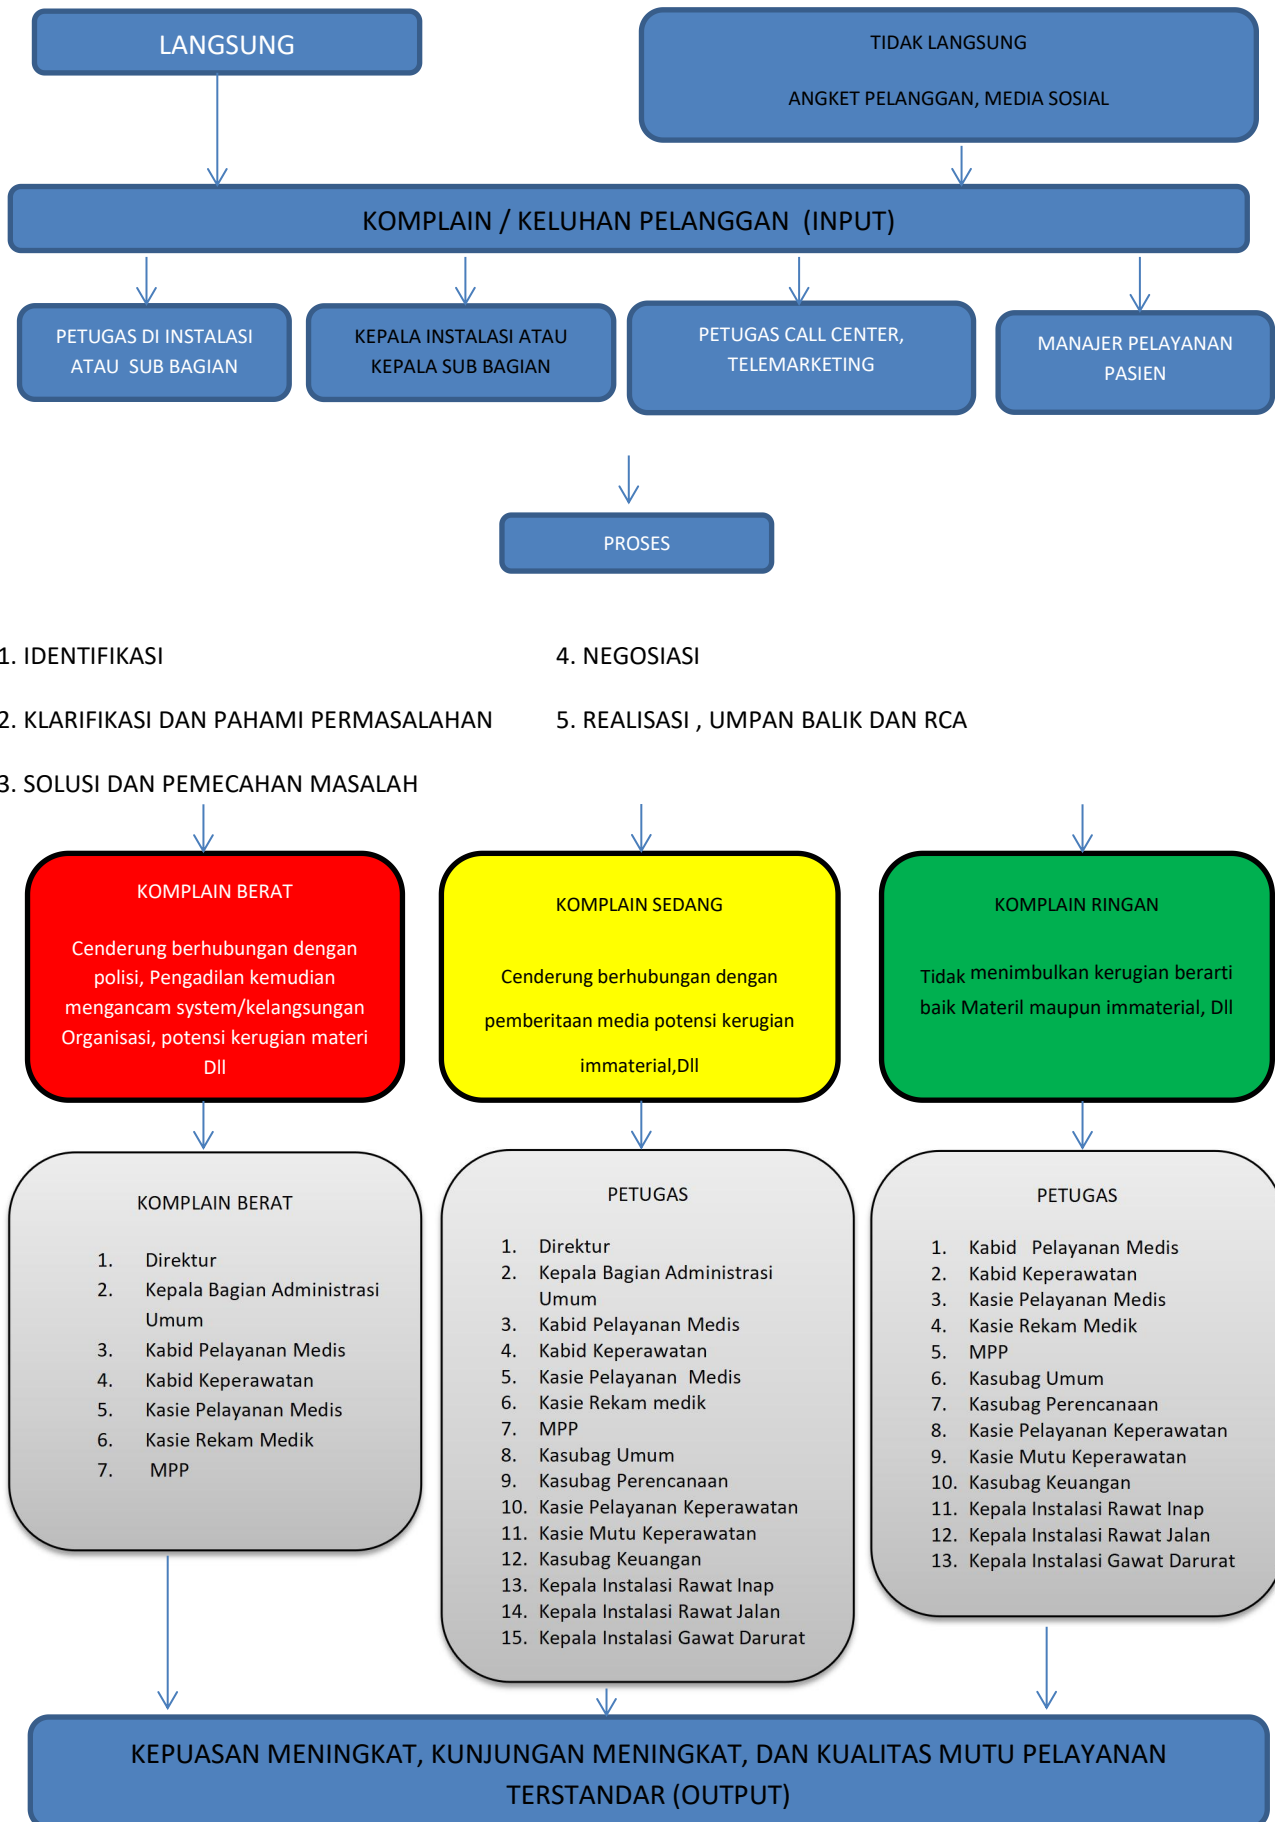 LANGSUNG
TIDAK LANGSUNG
ANGKET PELANGGAN, MEDIA SOSIAL
KOMPLAIN / KELUHAN PELANGGAN (INPUT)
PETUGAS DI INSTALASI
ATAU SUB BAGIAN
KEPALA INSTALASI ATAU
KEPALA SUB BAGIAN
PETUGAS CALL CENTER,
TELEMARKETING
MANAJER PELAYANAN
PASIEN
PROSES
1. IDENTIFIKASI
2. KLARIFIKASI DAN PAHAMI PERMASALAHAN
3. SOLUSI DAN PEMECAHAN MASALAH
4. NEGOSIASI
5. REALISASI , UMPAN BALIK DAN RCA
KOMPLAIN BERAT
Cenderung berhubungan dengan
polisi, Pengadilan kemudian
mengancam system/kelangsungan
Organisasi, potensi kerugian materi
Dll
KOMPLAIN SEDANG
Cenderung berhubungan dengan
pemberitaan media potensi kerugian
immaterial,Dll
KOMPLAIN RINGAN
Tidak menimbulkan kerugian berarti
baik Materil maupun immaterial, Dll
KOMPLAIN BERAT
1. Direktur
2. Kepala Bagian Administrasi
Umum
3. Kabid Pelayanan Medis
4. Kabid Keperawatan
5. Kasie Pelayanan Medis
6. Kasie Rekam Medik
7. MPP
PETUGAS
1. Direktur
2. Kepala Bagian Administrasi
Umum
3. Kabid Pelayanan Medis
4. Kabid Keperawatan
5. Kasie Pelayanan Medis
6. Kasie Rekam medik
7. MPP
8. Kasubag Umum
9. Kasubag Perencanaan
10. Kasie Pelayanan Keperawatan
11. Kasie Mutu Keperawatan
12. Kasubag Keuangan
13. Kepala Instalasi Rawat Inap
14. Kepala Instalasi Rawat Jalan
15. Kepala Instalasi Gawat Darurat
PETUGAS
1. Kabid Pelayanan Medis
2. Kabid Keperawatan
3. Kasie Pelayanan Medis
4. Kasie Rekam Medik
5. MPP
6. Kasubag Umum
7. Kasubag Perencanaan
8. Kasie Pelayanan Keperawatan
9. Kasie Mutu Keperawatan
10. Kasubag Keuangan
11. Kepala Instalasi Rawat Inap
12. Kepala Instalasi Rawat Jalan
13. Kepala Instalasi Gawat Darurat
KEPUASAN MENINGKAT, KUNJUNGAN MENINGKAT, DAN KUALITAS MUTU PELAYANAN
TERSTANDAR (OUTPUT)